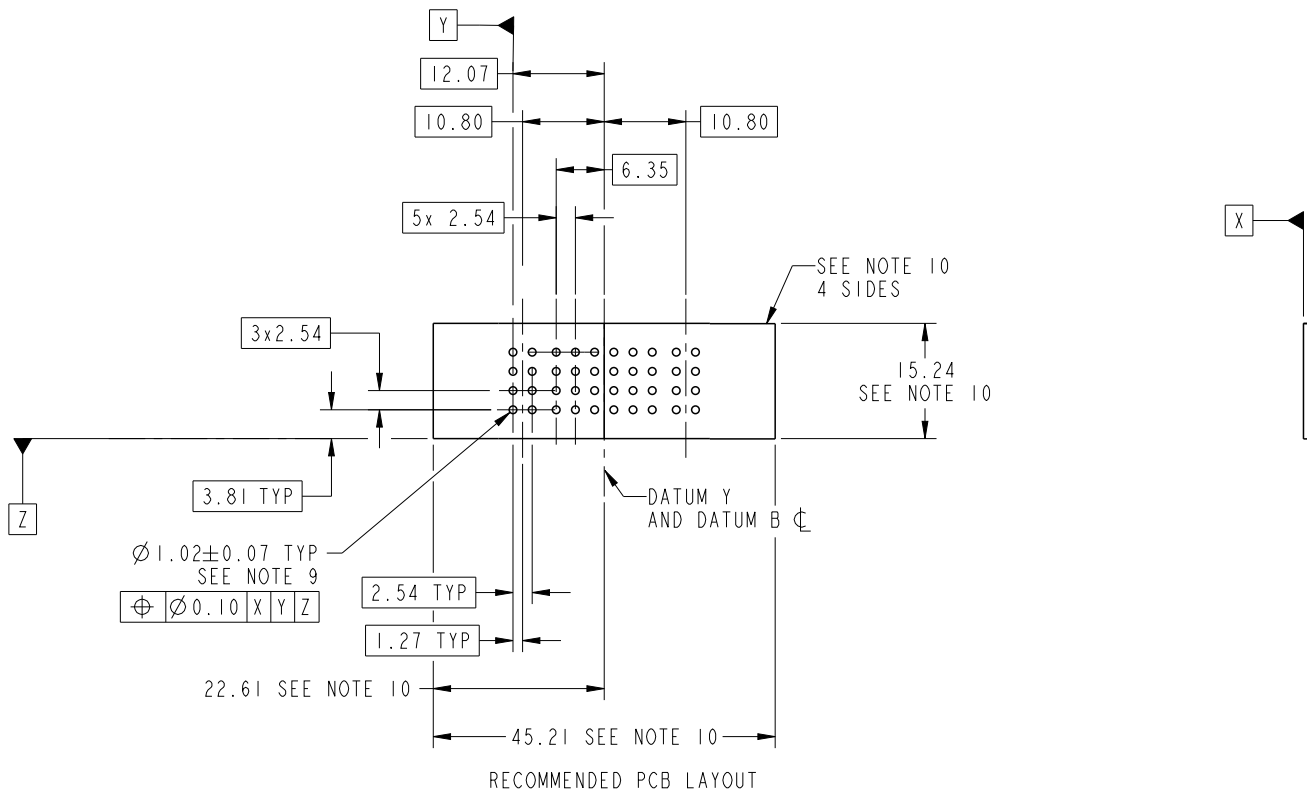 Y
12.07
10.80
10.80
6.35
5x 2.54
X
SEE NOTE 10
4 SIDES
3x2.54
15.24
SEE NOTE 10
3.81 TYP
Z
DATUM Y
AND DATUM B ℄
Ø1.02±0.07 TYP
SEE NOTE 9
⌖ Ø0.10 X Y Z
2.54 TYP
1.27 TYP
22.61 SEE NOTE 10
45.21 SEE NOTE 10
RECOMMENDED PCB LAYOUT